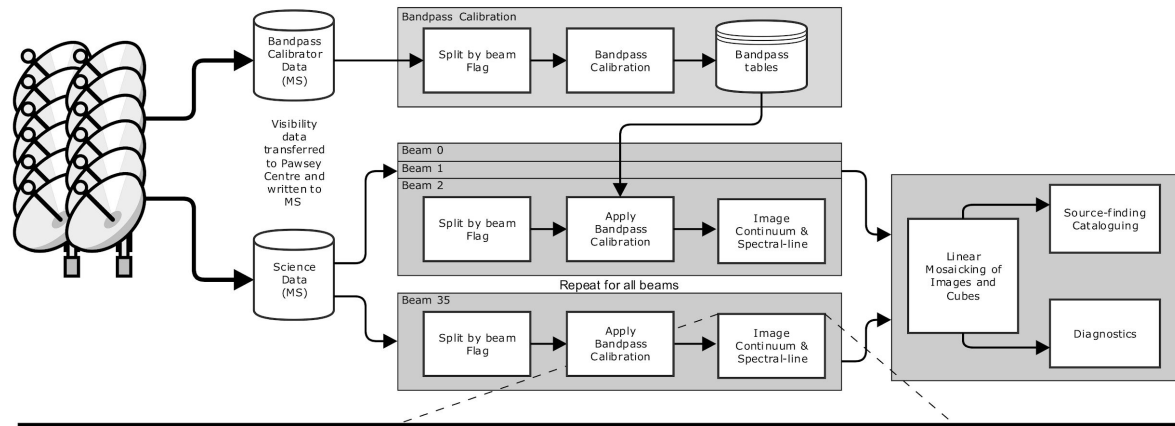 Bandpass
Calibrator
Data
(MS)
Visibility
data
transferred
to Pawsey
Centre and
written to
MS
Science
Data
(MS)
Bandpass Calibration
Split by beam
Flag
Bandpass
Calibration
Bandpass
tables
Beam 0
Beam 1
Beam 2
Split by beam
Flag
Apply
Bandpass
Calibration
Image
Continuum &
Spectral-line
Repeat for all beams
Beam 35
Split by beam
Flag
Apply
Bandpass
Calibration
Image
Continuum &
Spectral-line
Linear
Mosaicking of
Images and
Cubes
Source-finding
Cataloguing
Diagnostics